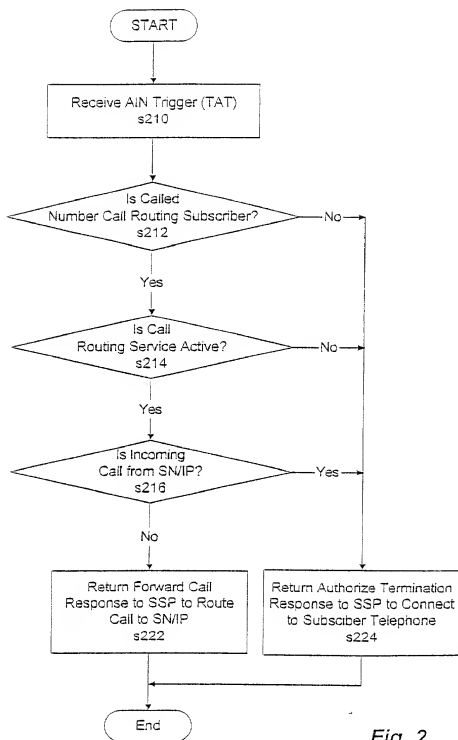 START
Receive AIN Trigger (TAT)
s210
Is Called
Number Call Routing Subscriber?
s212
No
Yes
Is Call
Routing Service Active?
s214
No
Yes
Is Incoming
Call from SN/IP?
s216
Yes
No
Return Forward Call
Response to SSP to Route
Call to SN/IP
s222
Return Authorize Termination
Response to SSP to Connect
to Subsciber Telephone
s224
End
Fig. 2